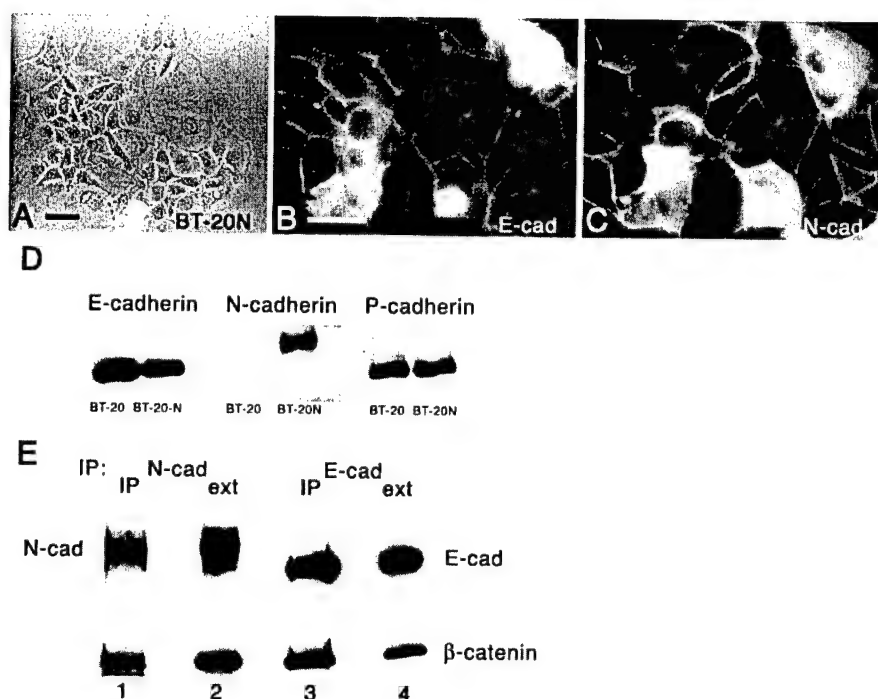 A BT-20N B E-cad C N-cad
D
E-cadherin N-cadherin P-cadherin
BT-20 BT-20-N BT-20 BT-20N BT-20 BT-20N
E
IP: N-cad E-cad
IP ext IP ext
N-cad E-cad
β-catenin
1 2 3 4